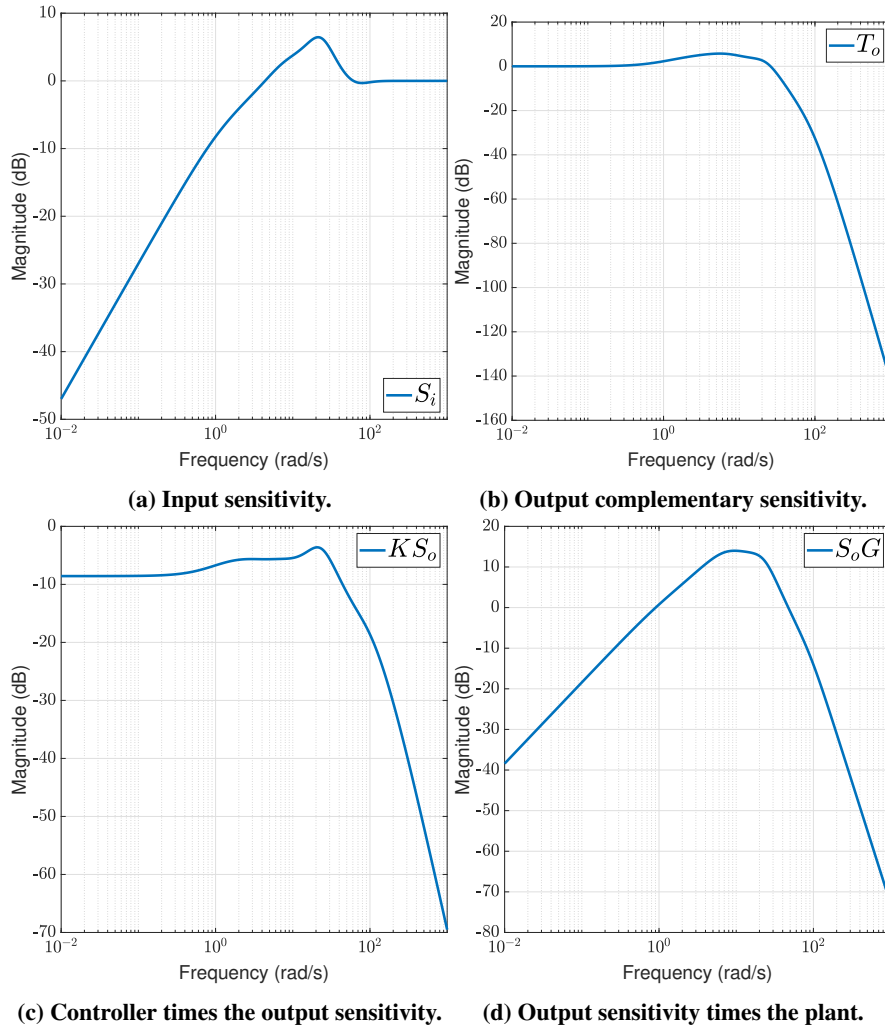 10
0
-10
-20
-30
-40
-50
Magnitude (dB)
S_i
10^{-2} 10^0 10^2
Frequency (rad/s)
(a) Input sensitivity.
20
0
-20
-40
-60
-80
-100
-120
-140
-160
Magnitude (dB)
T_o
10^{-2} 10^0 10^2
Frequency (rad/s)
(b) Output complementary sensitivity.
0
-10
-20
-30
-40
-50
-60
-70
Magnitude (dB)
KS_o
10^{-2} 10^0 10^2
Frequency (rad/s)
(c) Controller times the output sensitivity.
20
10
0
-10
-20
-30
-40
-50
-60
-70
-80
Magnitude (dB)
S_oG
10^{-2} 10^0 10^2
Frequency (rad/s)
(d) Output sensitivity times the plant.